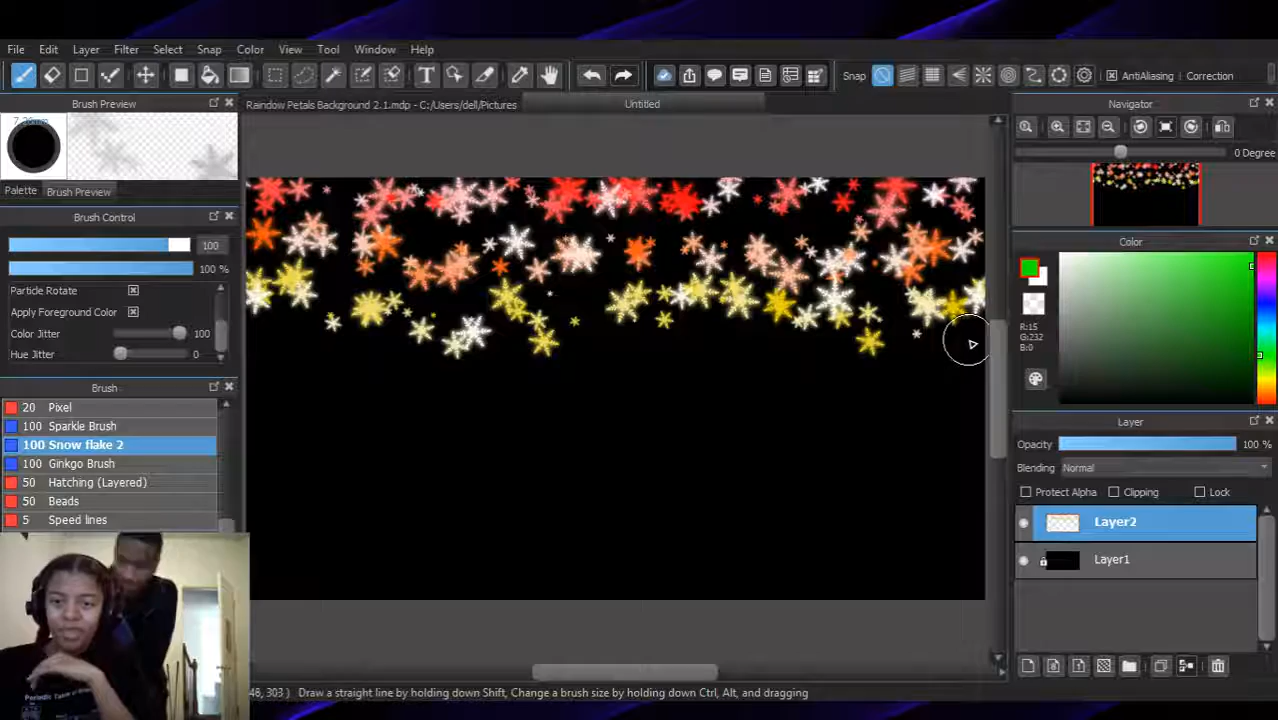 File Edit Layer Filter Select Snap Color View Tool Window Help
T Snap AntiAliasing Correction
Brush Preview Raindow Petals Background 2.1.mdp - C:/Users/dell/Pictures Untitled Navigator
0 Degree
Palette Brush Preview
Brush Control
100
100 %
Particle Rotate
Apply Foreground Color
Color Jitter 100
Hue Jitter 0
Color
R:15
G:232
B:0
Brush
20 Pixel
100 Sparkle Brush
100 Snow flake 2
100 Ginkgo Brush
50 Hatching (Layered)
50 Beads
5 Speed lines
Layer
Opacity 100 %
Blending Normal
Protect Alpha Clipping Lock
Layer2
Layer1
48, 303 ) Draw a straight line by holding down Shift, Change a brush size by holding down Ctrl, Alt, and dragging